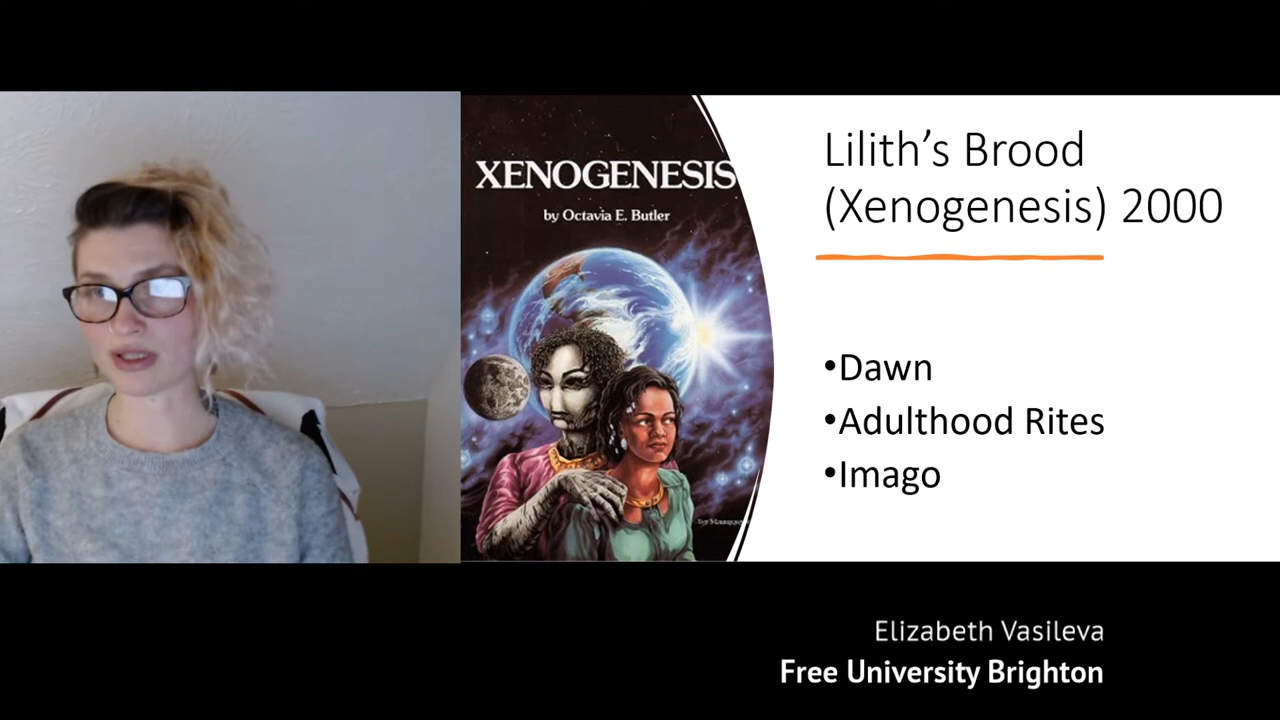 XENOGENESIS
by Octavia E. Butler
Lilith’s Brood
(Xenogenesis) 2000
•Dawn
•Adulthood Rites
•Imago
Elizabeth Vasileva
Free University Brighton